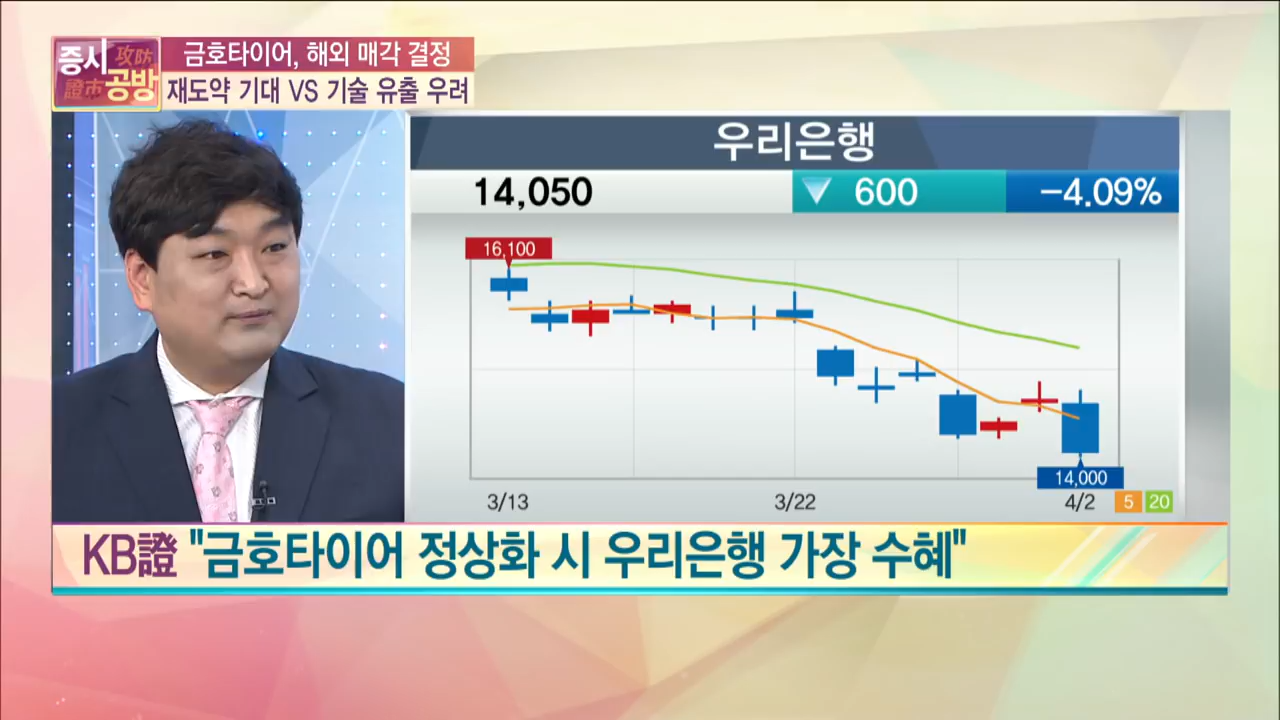 증시 攻防
證市 공방
금호타이어, 해외 매각 결정
재도약 기대 VS 기술 유출 우려
우리은행
14,050 ▼ 600 -4.09%
16,100
14,000
3/13 3/22 4/2 5 20
KB證 "금호타이어 정상화 시 우리은행 가장 수혜"